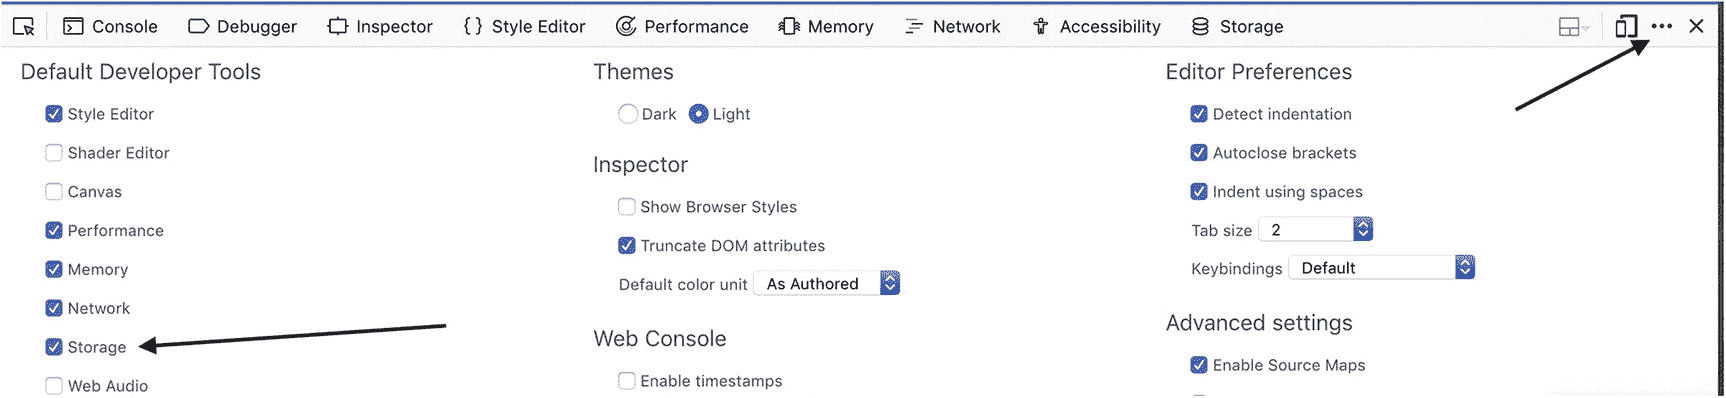 Console Debugger Inspector Style Editor Performance Memory Network Accessibility Storage
Default Developer Tools
Style Editor
Shader Editor
Canvas
Performance
Memory
Network
Storage
Web Audio
Themes
Dark Light
Inspector
Show Browser Styles
Truncate DOM attributes
Default color unit As Authored
Web Console
Enable timestamps
Editor Preferences
Detect indentation
Autoclose brackets
Indent using spaces
Tab size 2
Keybindings Default
Advanced settings
Enable Source Maps